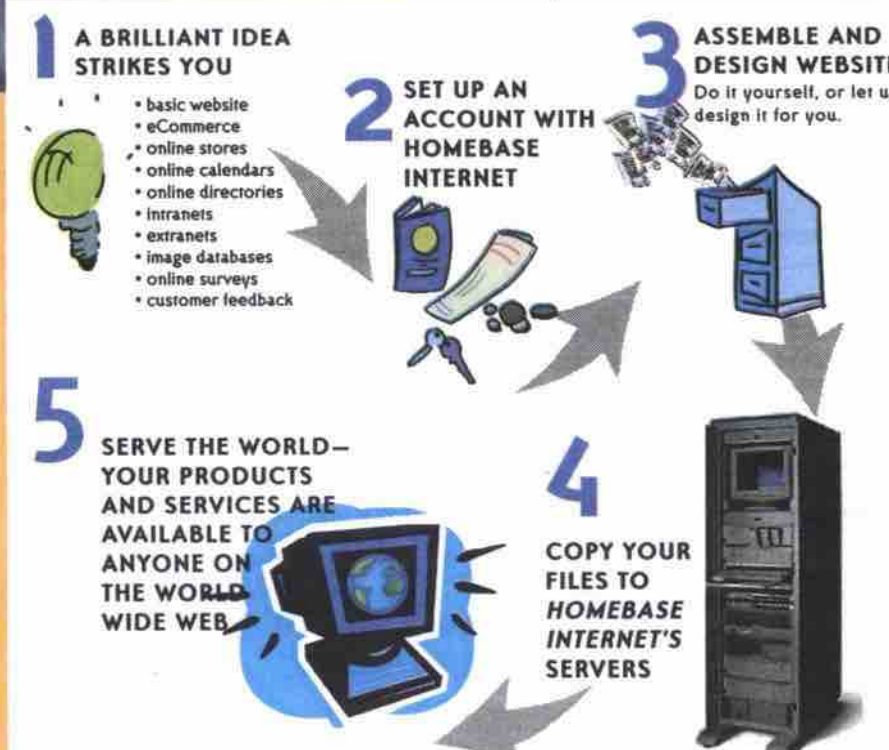 1
A BRILLIANT IDEA
STRIKES YOU
• basic website
• eCommerce
• online stores
• online calendars
• online directories
• intranets
• extranets
• image databases
• online surveys
• customer feedback
2
SET UP AN
ACCOUNT WITH
HOMEBASE
INTERNET
3
ASSEMBLE AND
DESIGN WEBSIT
Do it yourself, or let u
design it for you.
4
COPY YOUR
FILES TO
HOMEBASE
INTERNET'S
SERVERS
5
SERVE THE WORLD–
YOUR PRODUCTS
AND SERVICES ARE
AVAILABLE TO
ANYONE ON
THE WORLD
WIDE WEB